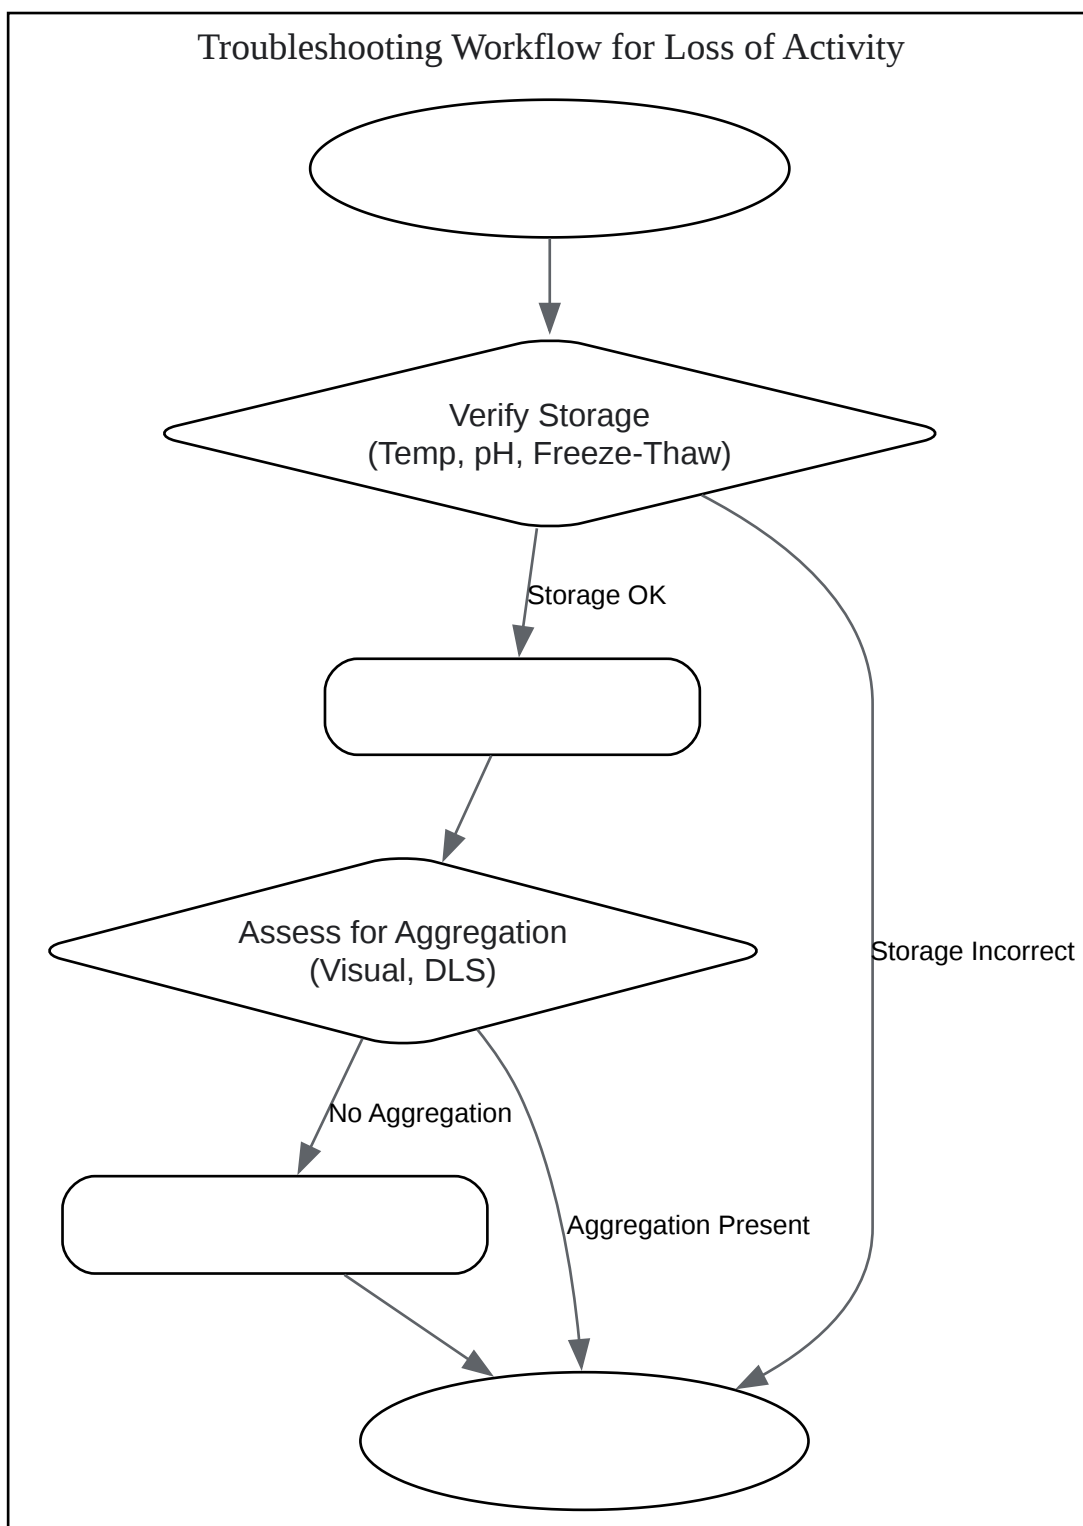 Troubleshooting Workflow for Loss of Activity
Verify Storage
(Temp, pH, Freeze-Thaw)
Storage OK
Assess for Aggregation
(Visual, DLS)
Storage Incorrect
No Aggregation
Aggregation Present